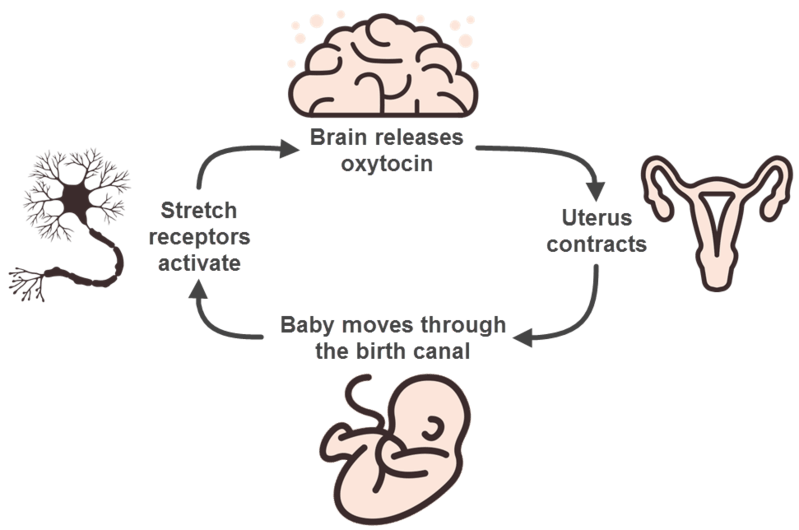 Brain releases
oxytocin
Uterus
contracts
Baby moves through
the birth canal
Stretch
receptors
activate